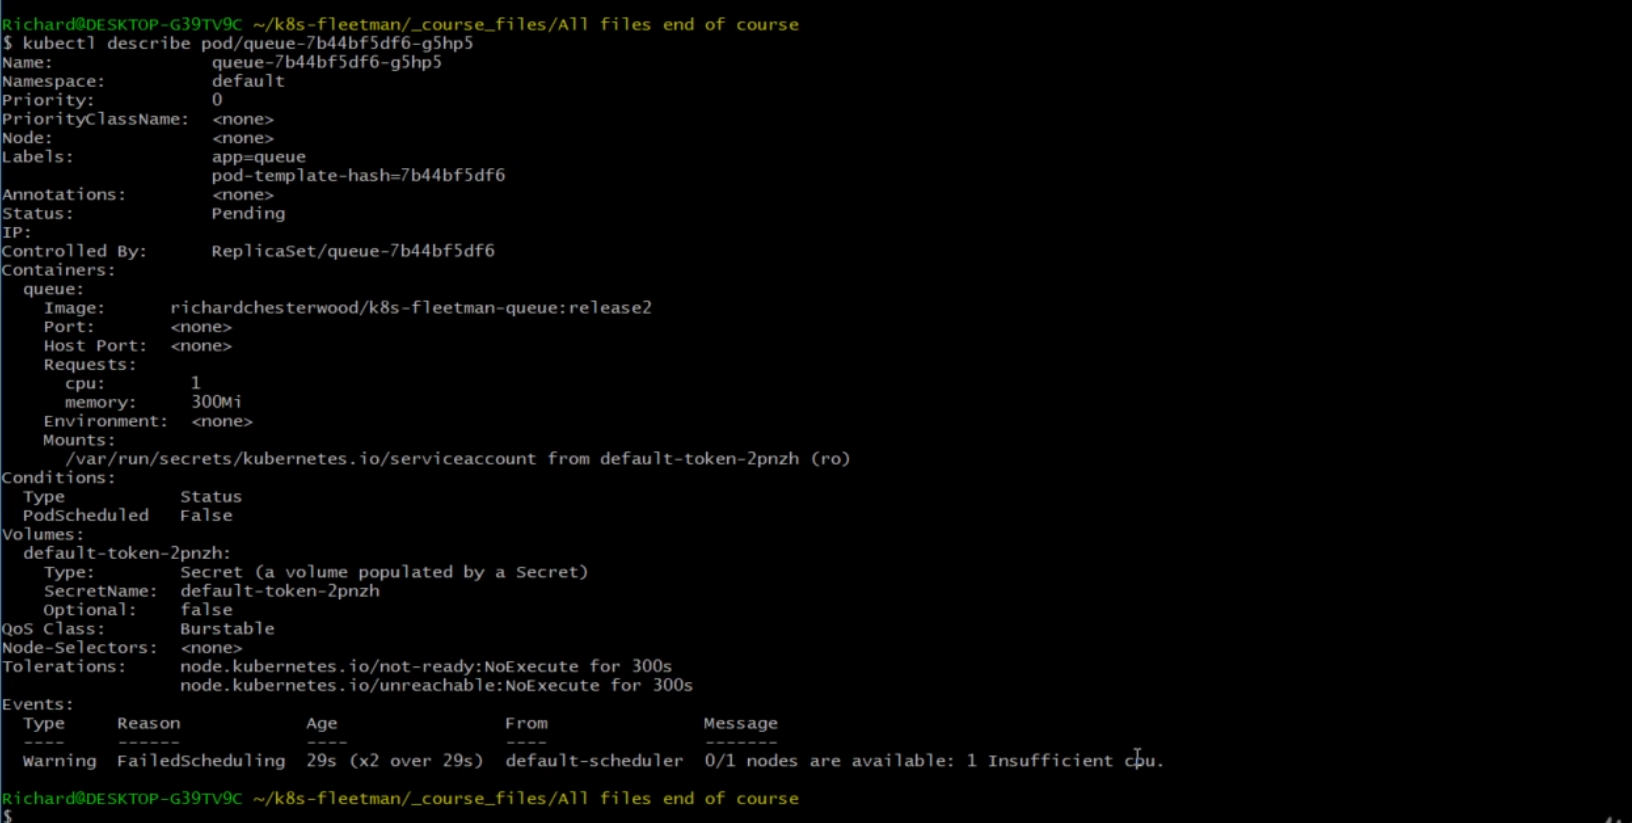 Richard@DESKTOP-G39TV9C ~/k8s-fleetman/_course_files/All files end of course
$ kubectl describe pod/queue-7b44bf5df6-g5hp5
Name:               queue-7b44bf5df6-g5hp5
Namespace:          default
Priority:           0
PriorityClassName:  <none>
Node:               <none>
Labels:             app=queue
                    pod-template-hash=7b44bf5df6
Annotations:        <none>
Status:             Pending
IP:
Controlled By:      ReplicaSet/queue-7b44bf5df6
Containers:
  queue:
    Image:      richardchesterwood/k8s-fleetman-queue:release2
    Port:       <none>
    Host Port:  <none>
    Requests:
      cpu:        1
      memory:     300Mi
    Environment:  <none>
    Mounts:
      /var/run/secrets/kubernetes.io/serviceaccount from default-token-2pnzh (ro)
Conditions:
  Type           Status
  PodScheduled   False
Volumes:
  default-token-2pnzh:
    Type:        Secret (a volume populated by a Secret)
    SecretName:  default-token-2pnzh
    Optional:    false
QoS Class:       Burstable
Node-Selectors:  <none>
Tolerations:     node.kubernetes.io/not-ready:NoExecute for 300s
                 node.kubernetes.io/unreachable:NoExecute for 300s
Events:
  Type     Reason            Age                From               Message
  ----     ------            ----               ----               -------
  Warning  FailedScheduling  29s (x2 over 29s)  default-scheduler  0/1 nodes are available: 1 Insufficient cpu.
Richard@DESKTOP-G39TV9C ~/k8s-fleetman/_course_files/All files end of course
$